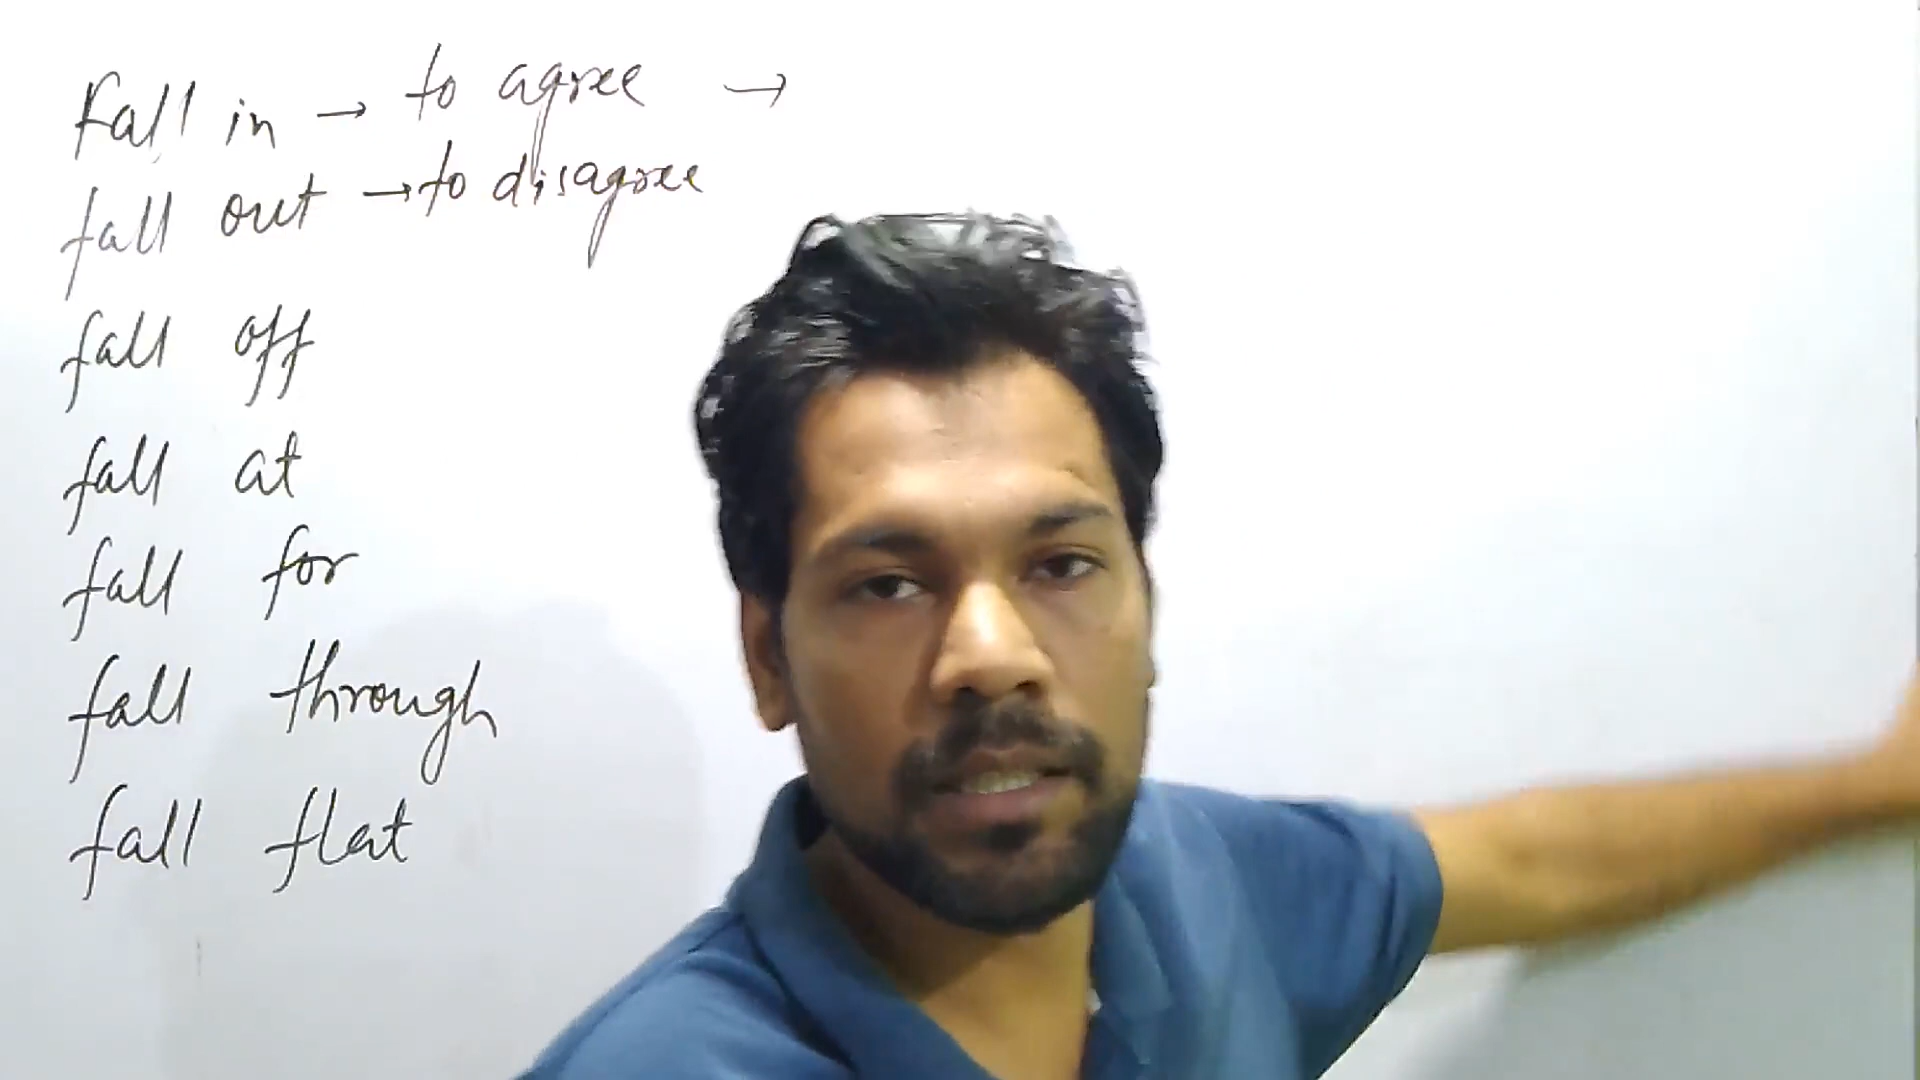 Fall in → to agree →
fall out → to disagree
fall off
fall at
fall for
fall through
fall flat